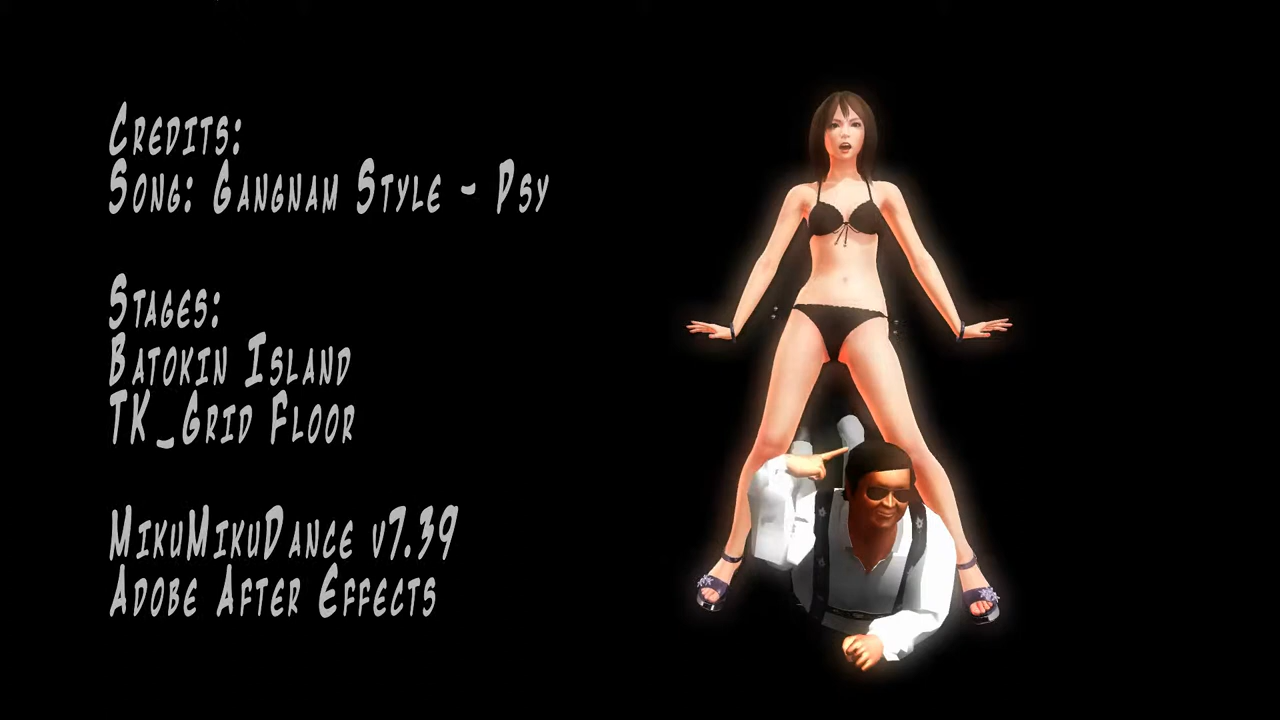 Credits:
Song: Gangnam Style - Psy
Stages:
Batokin Island
TK_Grid Floor
MikuMikuDance v7.39
Adobe After Effects